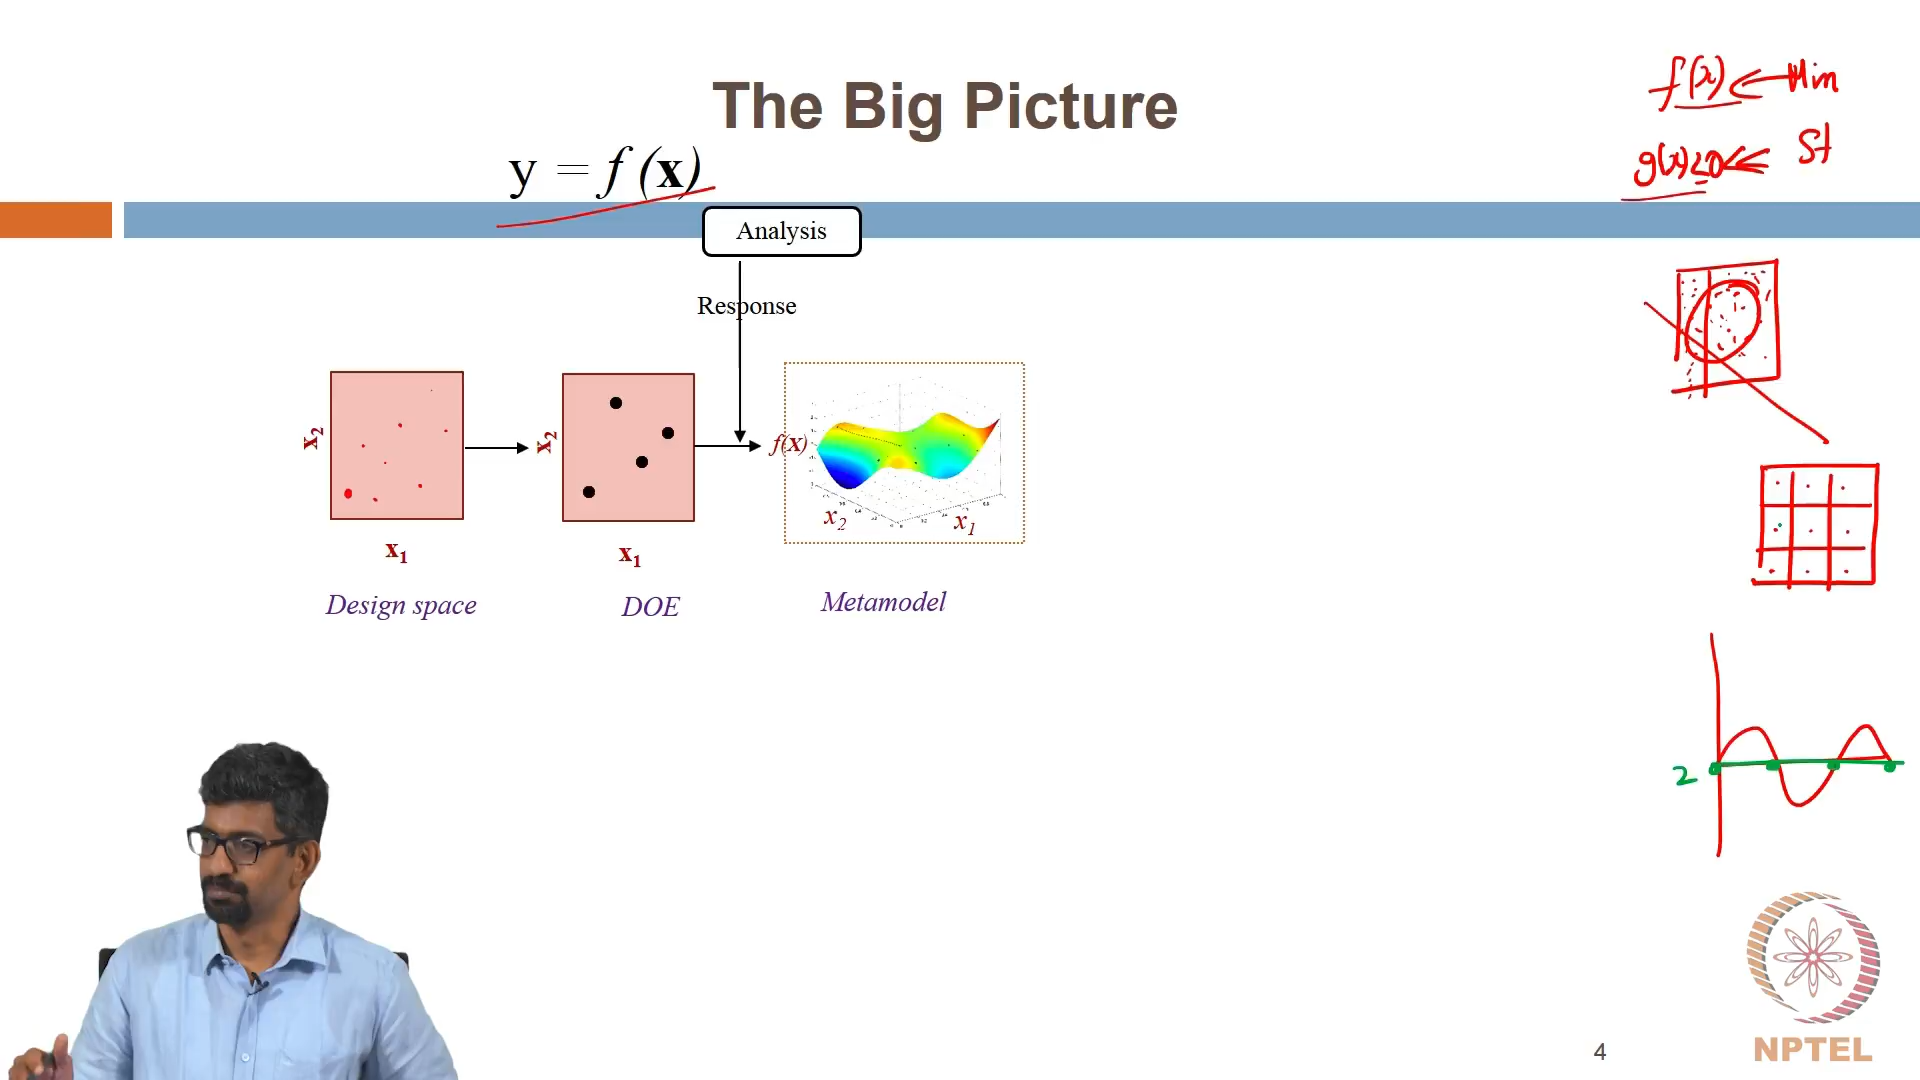 The Big Picture
y = f (x)
Analysis
Response
x2
x1
Design space
x2
x1
DOE
f(x)
x2
x1
Metamodel
f(x) ⇐ Min
g(x) ≤ 0 ⇐ St
2
4
NPTEL